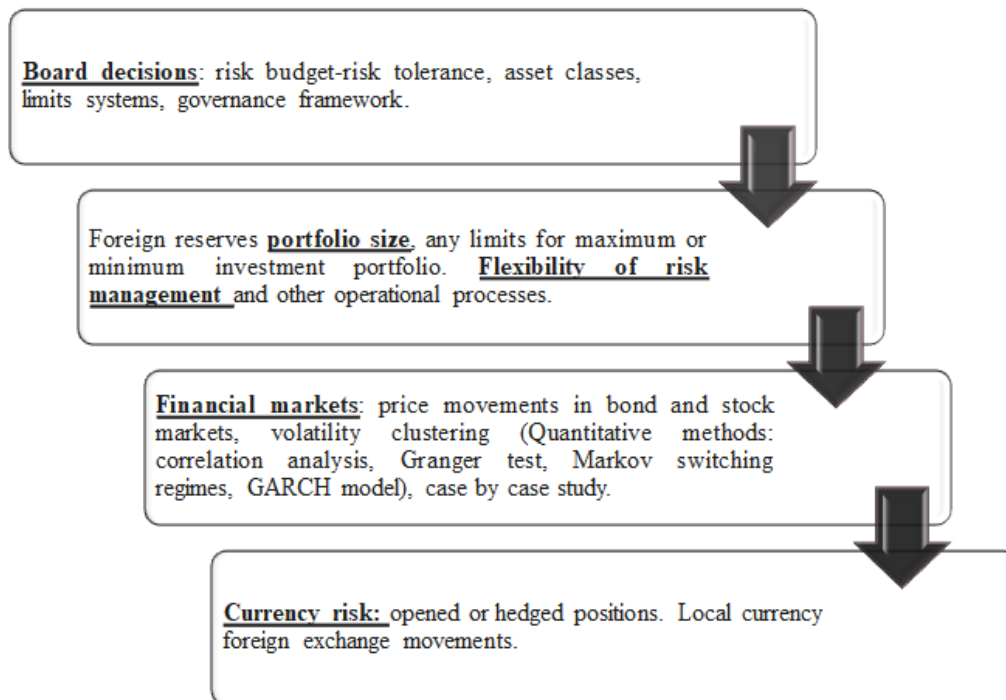 Board decisions: risk budget-risk tolerance, asset classes,
limits systems, governance framework.
Foreign reserves portfolio size, any limits for maximum or
minimum investment portfolio. Flexibility of risk
management and other operational processes.
Financial markets: price movements in bond and stock
markets, volatility clustering (Quantitative methods:
correlation analysis, Granger test, Markov switching
regimes, GARCH model), case by case study.
Currency risk: opened or hedged positions. Local currency
foreign exchange movements.